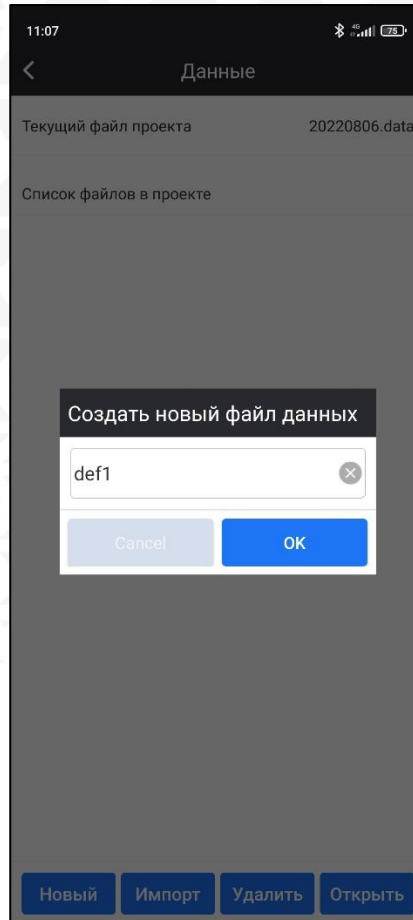 11:07
4G
75
Данные
Текущий файл проекта 20220806.data
Список файлов в проекте
Создать новый файл данных
def1
Cancel OK
Новый Импорт Удалить Открыть